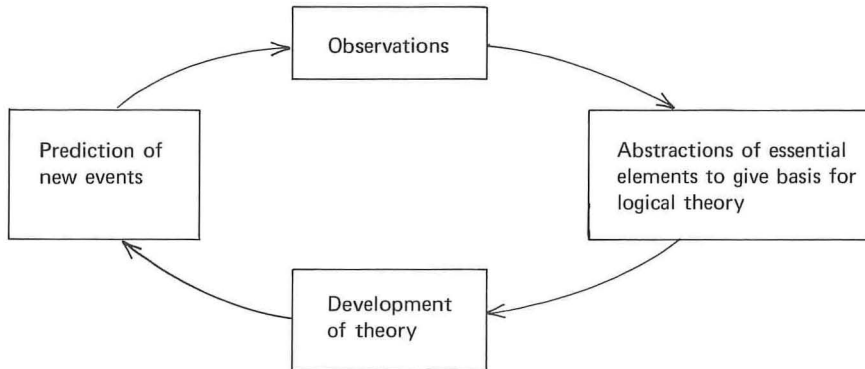 Observations
Prediction of
new events
Abstractions of essential
elements to give basis for
logical theory
Development
of theory